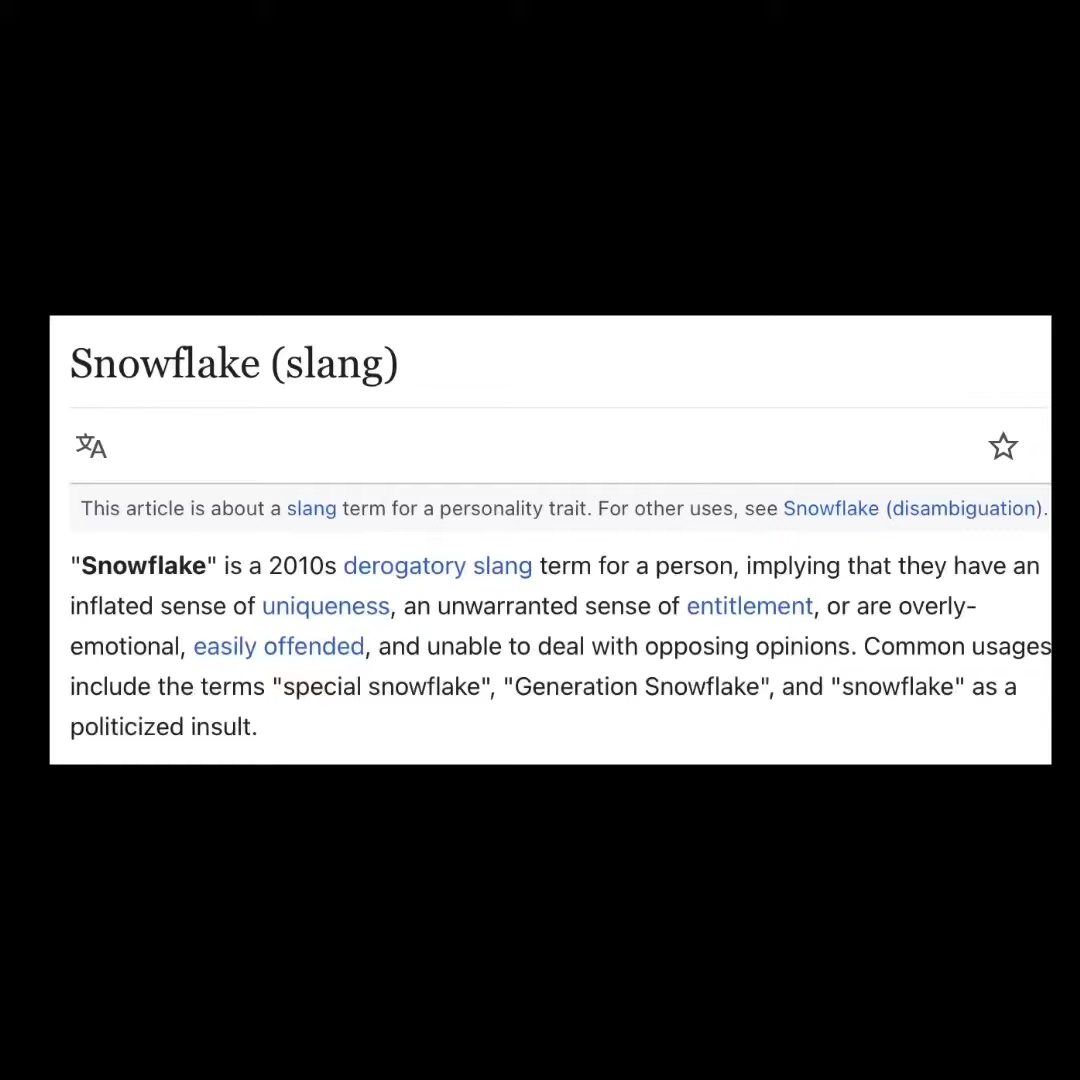 Snowflake (slang)
文A
This article is about a slang term for a personality trait. For other uses, see Snowflake (disambiguation).
"Snowflake" is a 2010s derogatory slang term for a person, implying that they have an
inflated sense of uniqueness, an unwarranted sense of entitlement, or are overly-
emotional, easily offended, and unable to deal with opposing opinions. Common usages
include the terms "special snowflake", "Generation Snowflake", and "snowflake" as a
politicized insult.